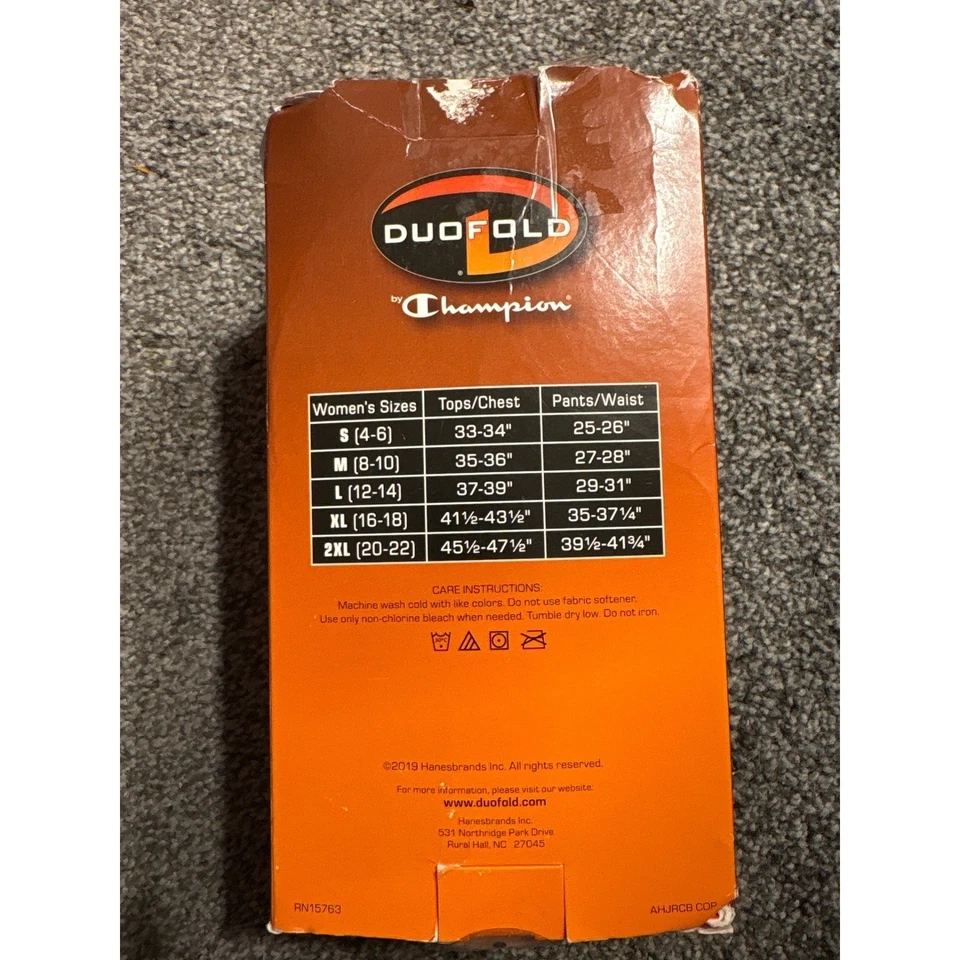 DUOFOLD
®
by Champion®
Women's Sizes Tops/Chest Pants/Waist
S (4-6) 33-34" 25-26"
M (8-10) 35-36" 27-28"
L (12-14) 37-39" 29-31"
XL (16-18) 41½-43½" 35-37¼"
2XL (20-22) 45½-47½" 39½-41¾"
CARE INSTRUCTIONS:
Machine wash cold with like colors. Do not use fabric softener.
Use only non-chlorine bleach when needed. Tumble dry low. Do not iron.
30°C
©2019 Hanesbrands Inc. All rights reserved.
For more information, please visit our website:
www.duofold.com
Hanesbrands Inc.
531 Northridge Park Drive
Rural Hall, NC 27045
RN15763 AHJRCB.COP